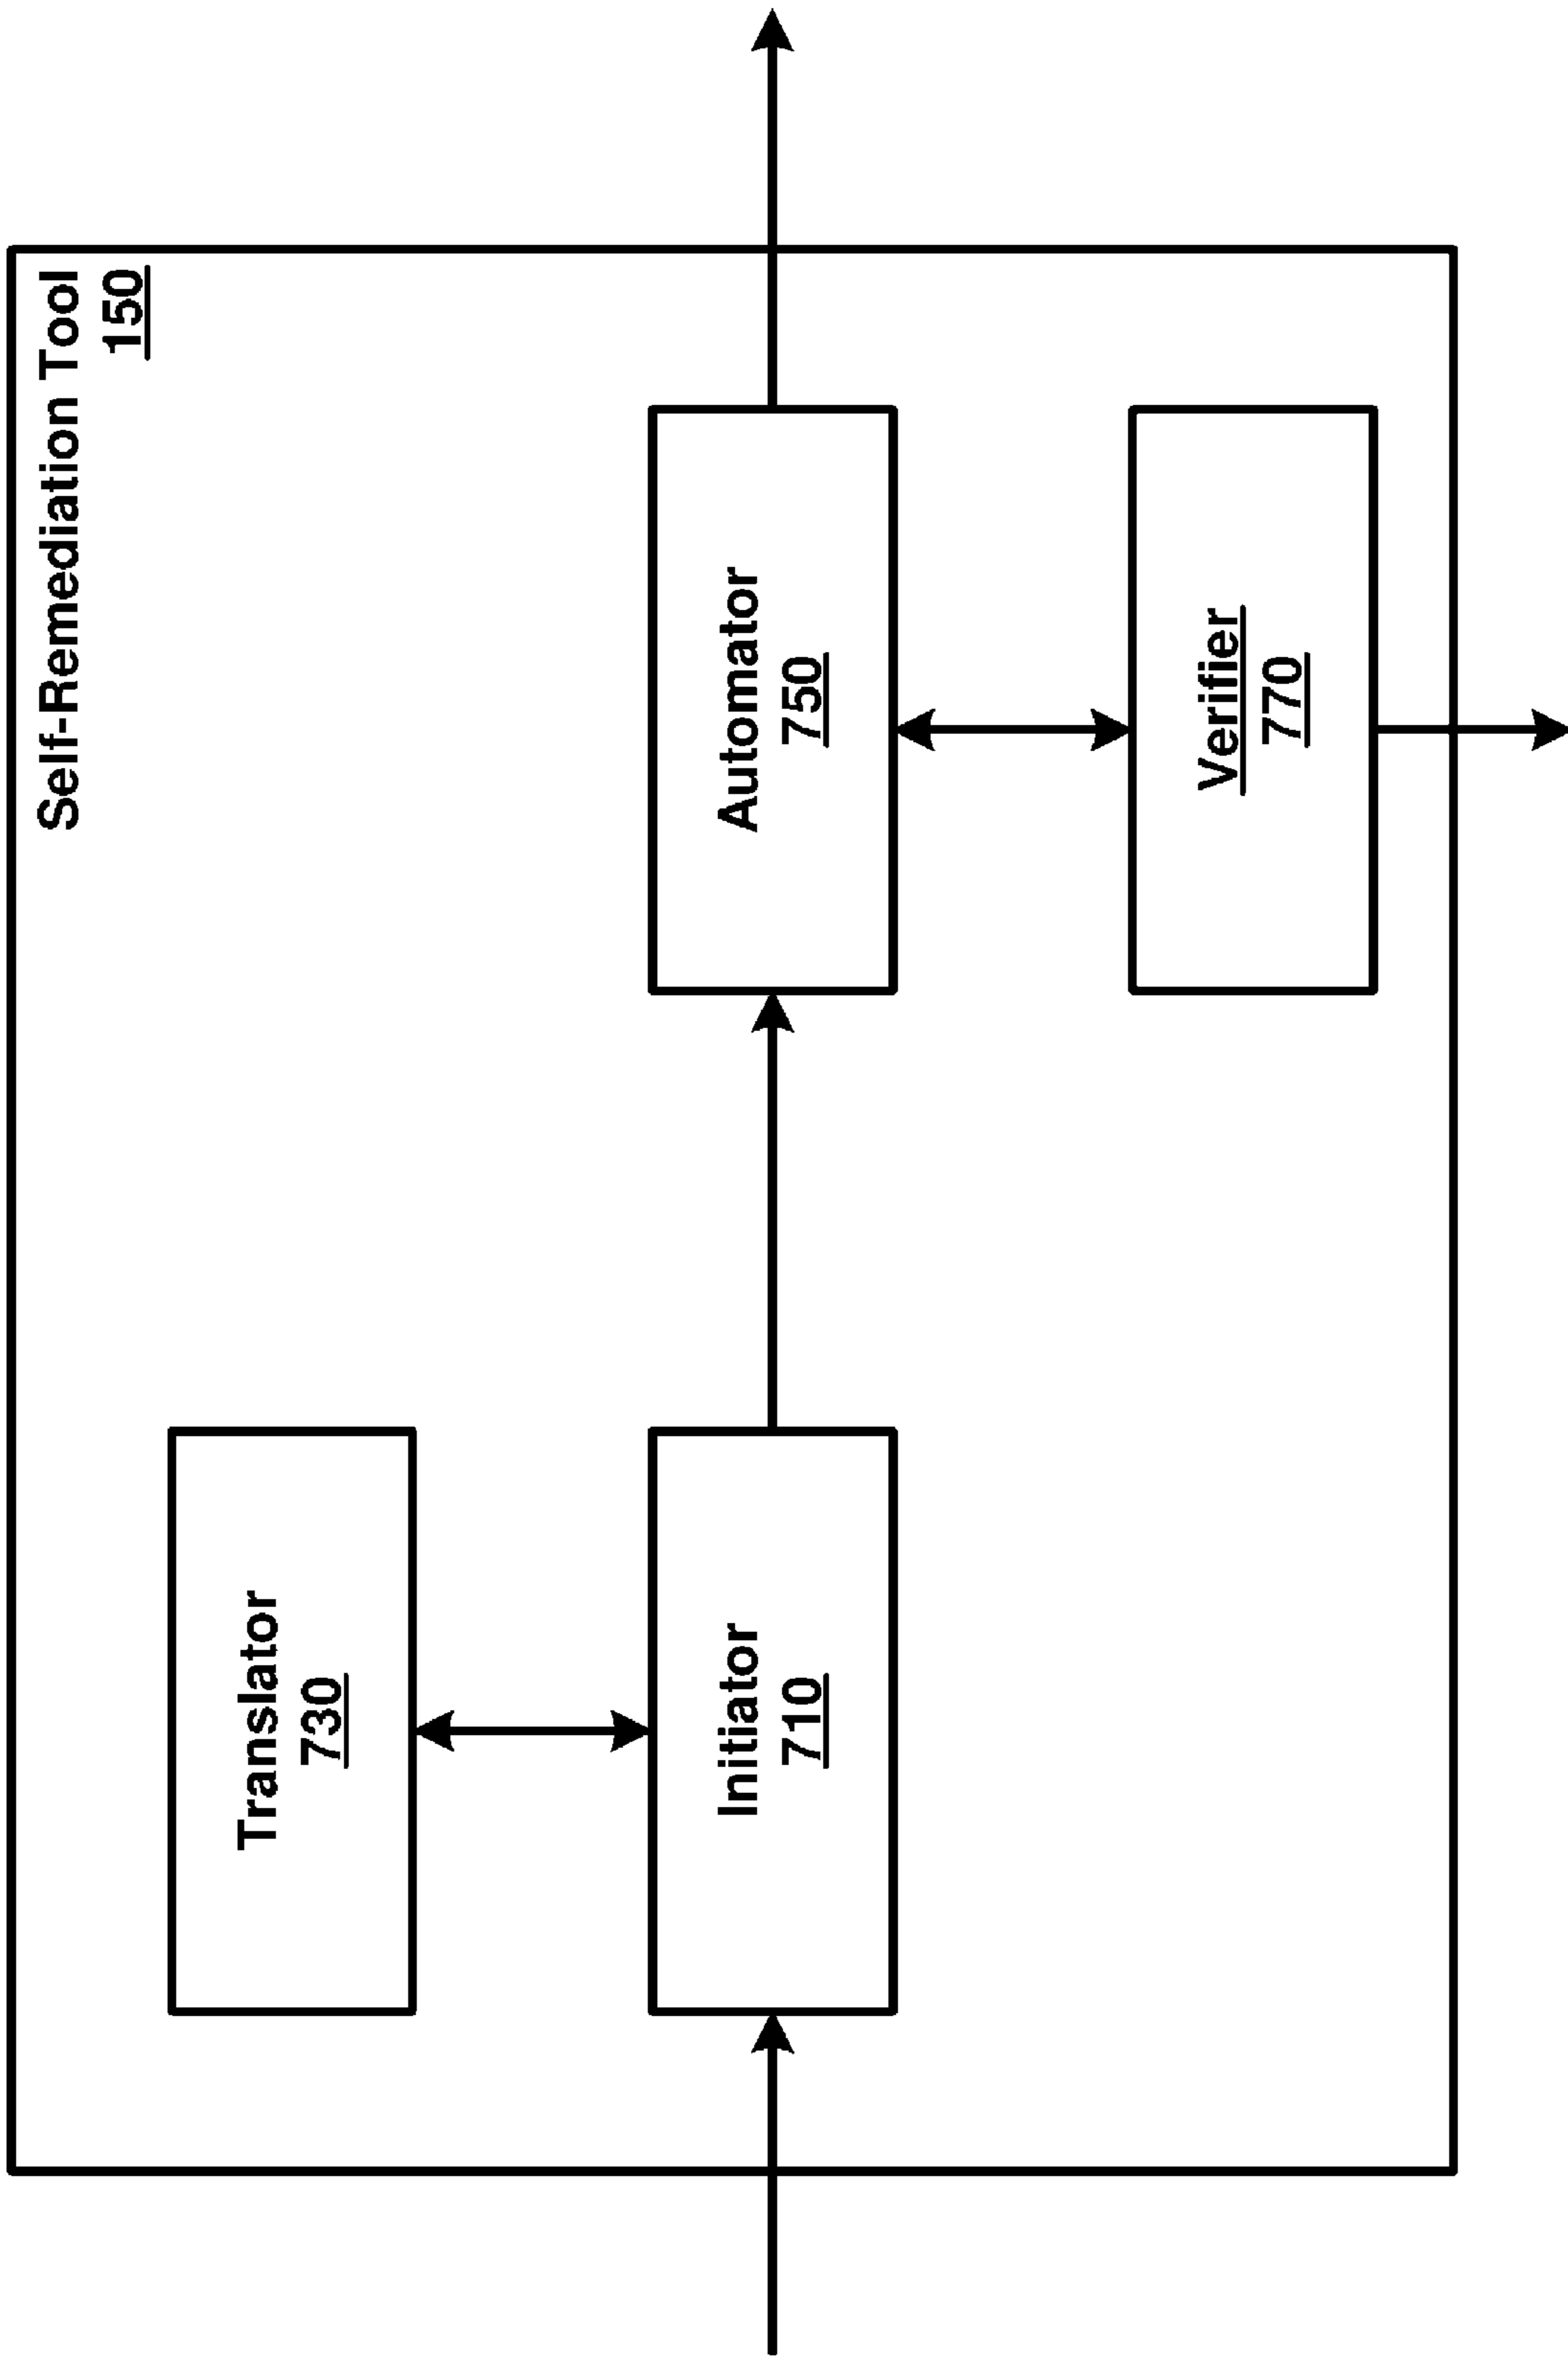 Self-Remediation Tool
150
Translator
730
Initiator
710
Automator
750
Verifier
770